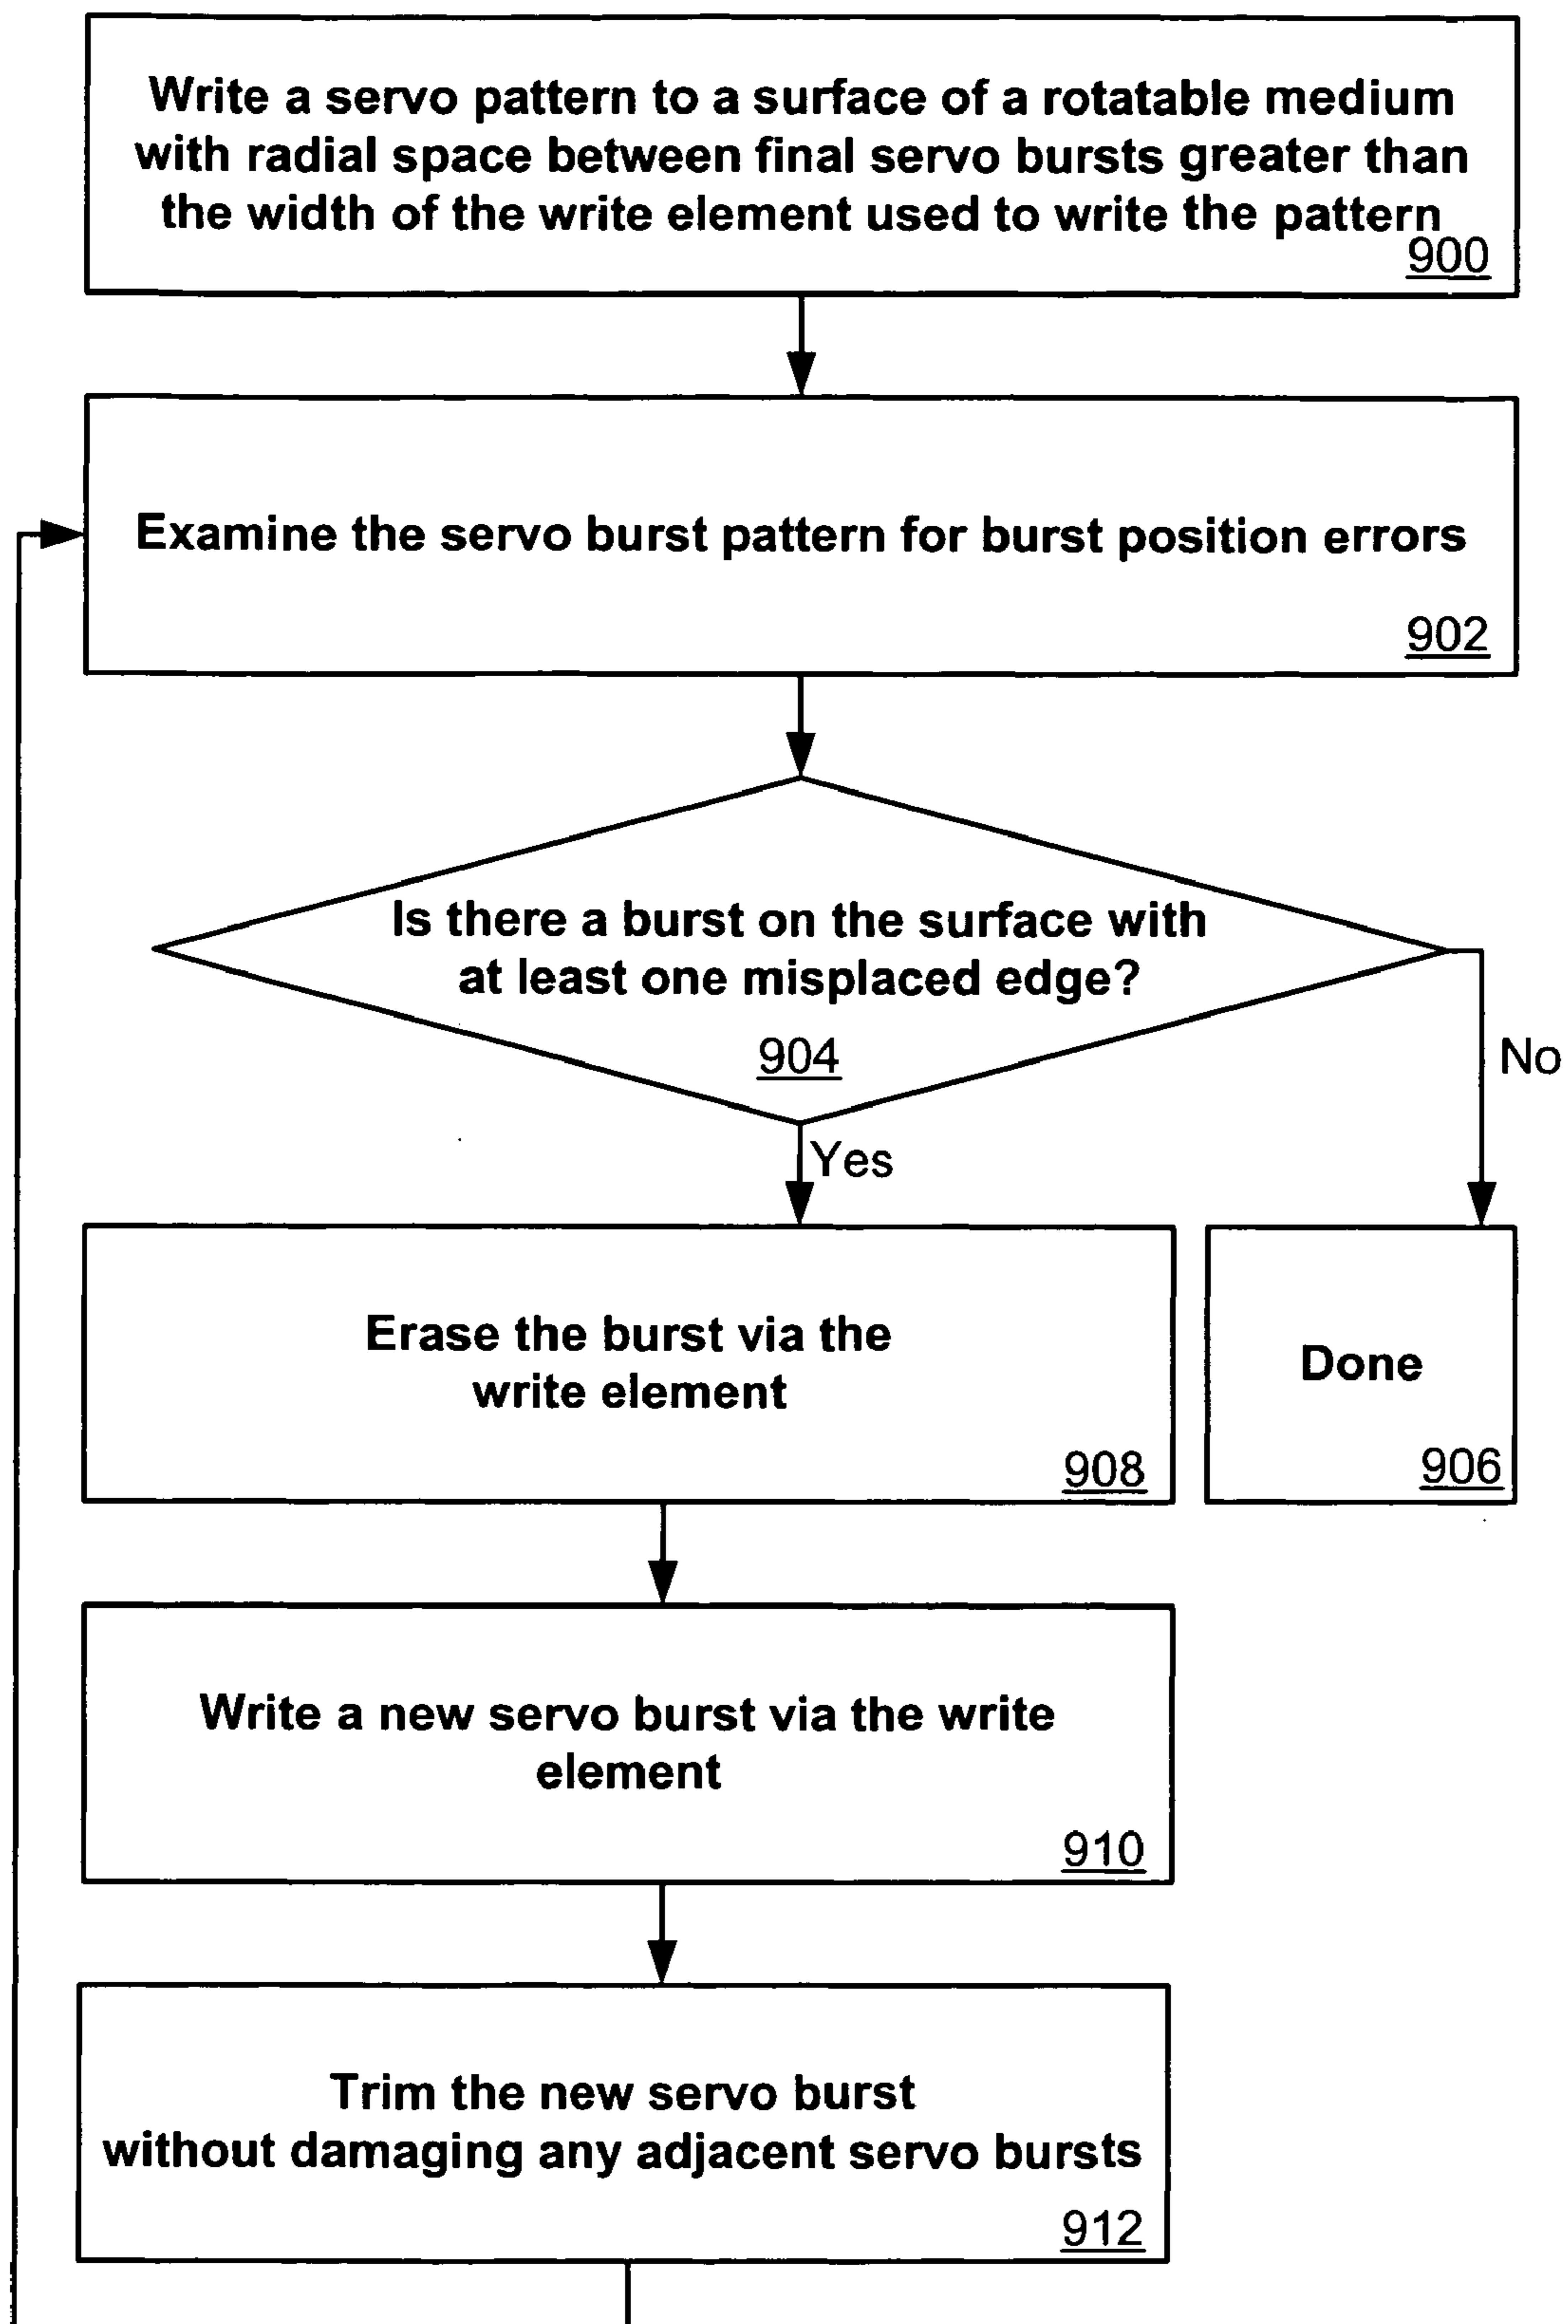 Write a servo pattern to a surface of a rotatable medium
with radial space between final servo bursts greater than
the width of the write element used to write the pattern
900
Examine the servo burst pattern for burst position errors
902
Is there a burst on the surface with
at least one misplaced edge?
904
No
Yes
Erase the burst via the
write element
908
Done
906
Write a new servo burst via the write
element
910
Trim the new servo burst
without damaging any adjacent servo bursts
912